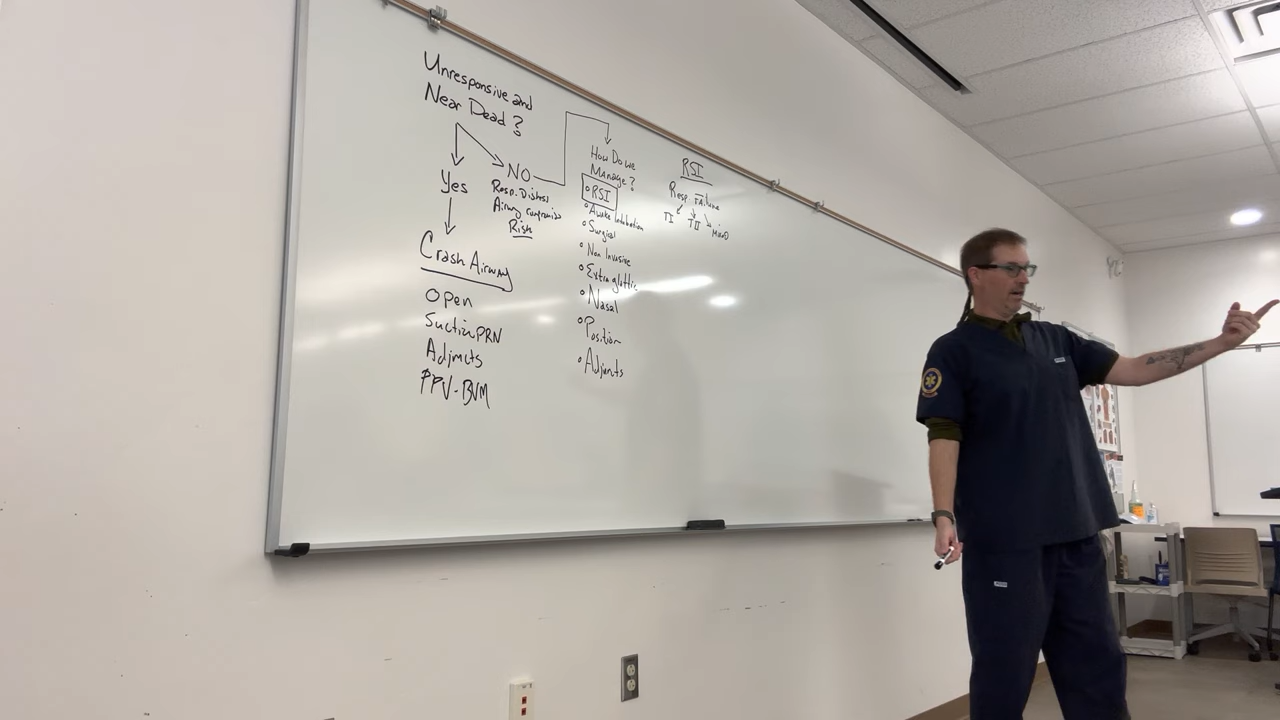 Unresponsive and
Near Dead?
Yes
Crash Airway
Open
Suction PRN
Adjuncts
PPV-BVM
NO
Resp. Distress
Airway compromise
Risk
How Do we
Manage?
• RSI
• Awake Intubation
• Surgical
• Non Invasive
• Extraglottic
• Nasal
• Position
• Adjuncts
RSI
Resp. Failure
TI TII Mixed